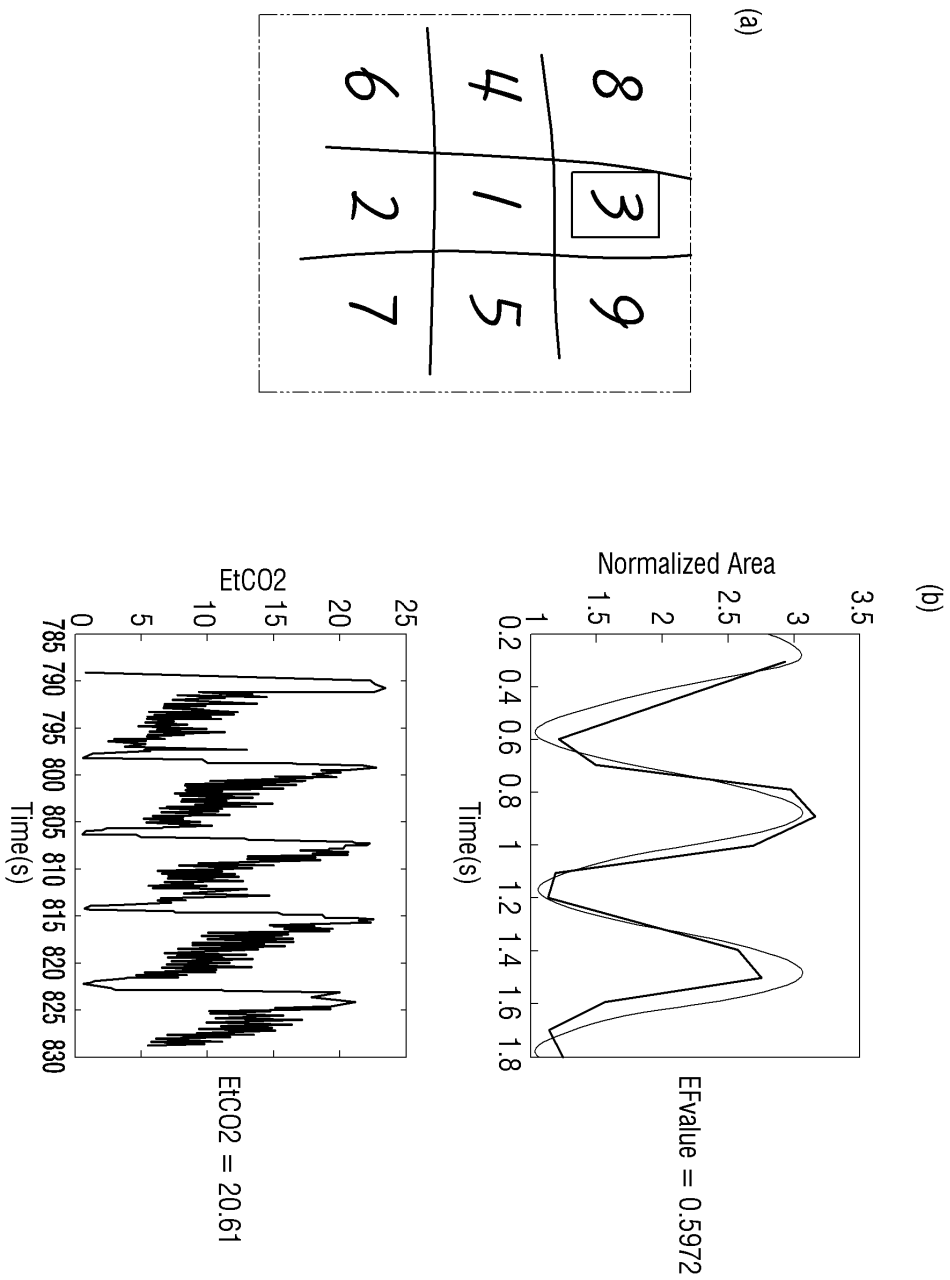 (a)
8 3 9
4 1 5
6 2 7
(b)
Normalized Area
3.5
3
2.5
2
1.5
1
0.2 0.4 0.6 0.8 1 1.2 1.4 1.6 1.8
Time(s)
EFvalue = 0.5972
EtCO2
25
20
15
10
5
0
785 790 795 800 805 810 815 820 825 830
Time(s)
EtCO2 = 20.61